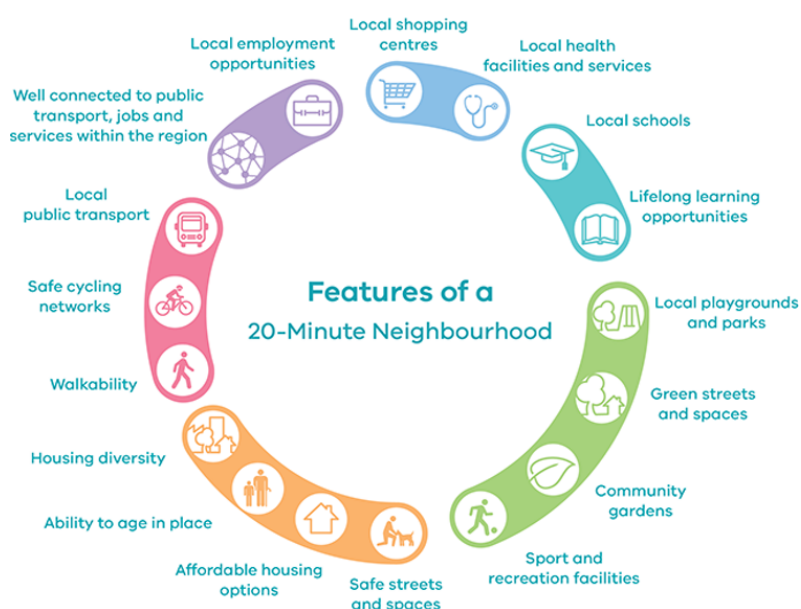 Features of a
20-Minute Neighbourhood
Local shopping
centres
Local health
facilities and services
Local schools
Lifelong learning
opportunities
Local playgrounds
and parks
Green streets
and spaces
Community
gardens
Sport and
recreation facilities
Safe streets
and spaces
Affordable housing
options
Ability to age in place
Housing diversity
Walkability
Safe cycling
networks
Local
public transport
Well connected to public
transport, jobs and
services within the region
Local employment
opportunities